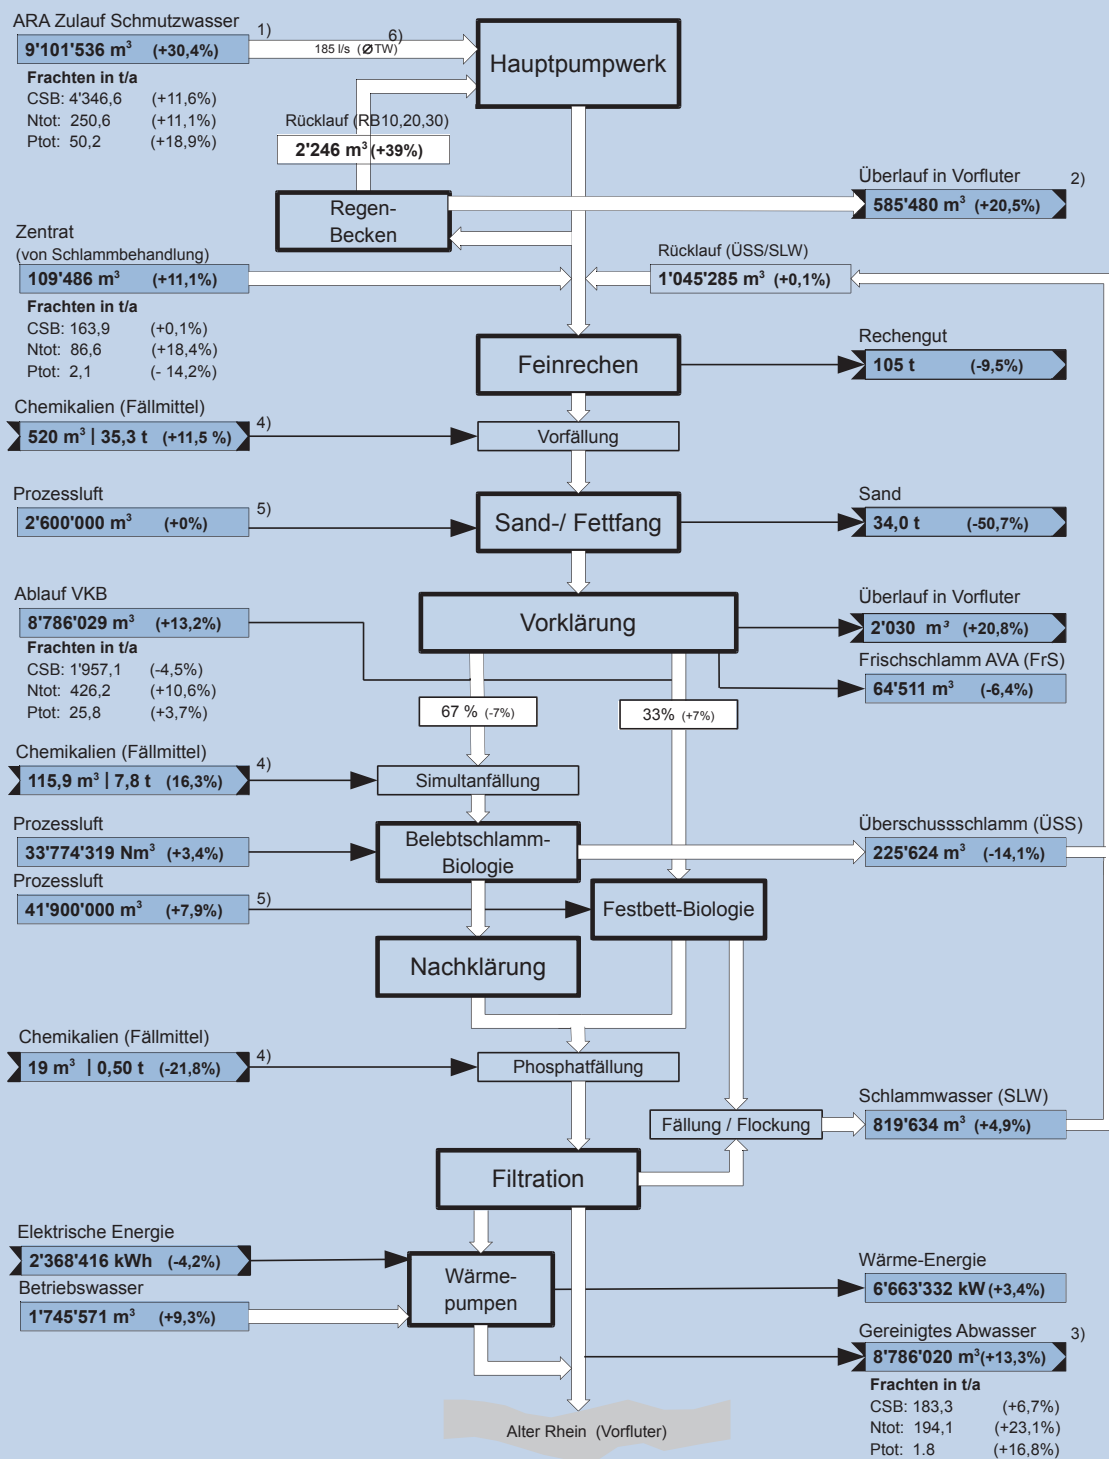 ARA Zulauf Schmutzwasser
9'101'536 m³ (+30,4%) 1)
185 l/s (Ø TW) 6)
Hauptpumpwerk
Frachten in t/a
CSB: 4'346,6 (+11,6%)
Ntot: 250,6 (+11,1%)
Ptot: 50,2 (+18,9%)
Rücklauf (RB10,20,30)
2'246 m³ (+39%)
Überlauf in Vorfluter 2)
585'480 m³ (+20,5%)
Regen-
Becken
Zentrat
(von Schlammbehandlung)
109'486 m³ (+11,1%)
Rücklauf (ÜSS/SLW)
1'045'285 m³ (+0,1%)
Frachten in t/a
CSB: 163,9 (+0,1%)
Ntot: 86,6 (+18,4%)
Ptot: 2,1 (- 14,2%)
Feinrechen
Rechengut
105 t (-9,5%)
Chemikalien (Fällmittel)
520 m³ | 35,3 t (+11,5 %) 4)
Vorfällung
Prozessluft
2'600'000 m³ (+0%) 5)
Sand-/ Fettfang
Sand
34,0 t (-50,7%)
Ablauf VKB
8'786'029 m³ (+13,2%)
Vorklärung
Überlauf in Vorfluter
2'030 m³ (+20,8%)
Frachten in t/a
CSB: 1'957,1 (-4,5%)
Ntot: 426,2 (+10,6%)
Ptot: 25,8 (+3,7%)
Frischschlamm AVA (FrS)
64'511 m³ (-6,4%)
67 % (-7%)
33% (+7%)
Chemikalien (Fällmittel)
115,9 m³ | 7,8 t (16,3%) 4)
Simultanfällung
Prozessluft
33'774'319 Nm³ (+3,4%)
Belebtschlamm-
Biologie
Überschussschlamm (ÜSS)
225'624 m³ (-14,1%)
Prozessluft
41'900'000 m³ (+7,9%) 5)
Festbett-Biologie
Nachklärung
Chemikalien (Fällmittel)
19 m³ | 0,50 t (-21,8%) 4)
Phosphatfällung
Fällung / Flockung
Schlammwasser (SLW)
819'634 m³ (+4,9%)
Filtration
Elektrische Energie
2'368'416 kWh (-4,2%)
Betriebswasser
1'745'571 m³ (+9,3%)
Wärme-
pumpen
Wärme-Energie
6'663'332 kW (+3,4%)
Gereinigtes Abwasser 3)
8'786'020 m³ (+13,3%)
Frachten in t/a
CSB: 183,3 (+6,7%)
Ntot: 194,1 (+23,1%)
Ptot: 1.8 (+16,8%)
Alter Rhein (Vorfluter)